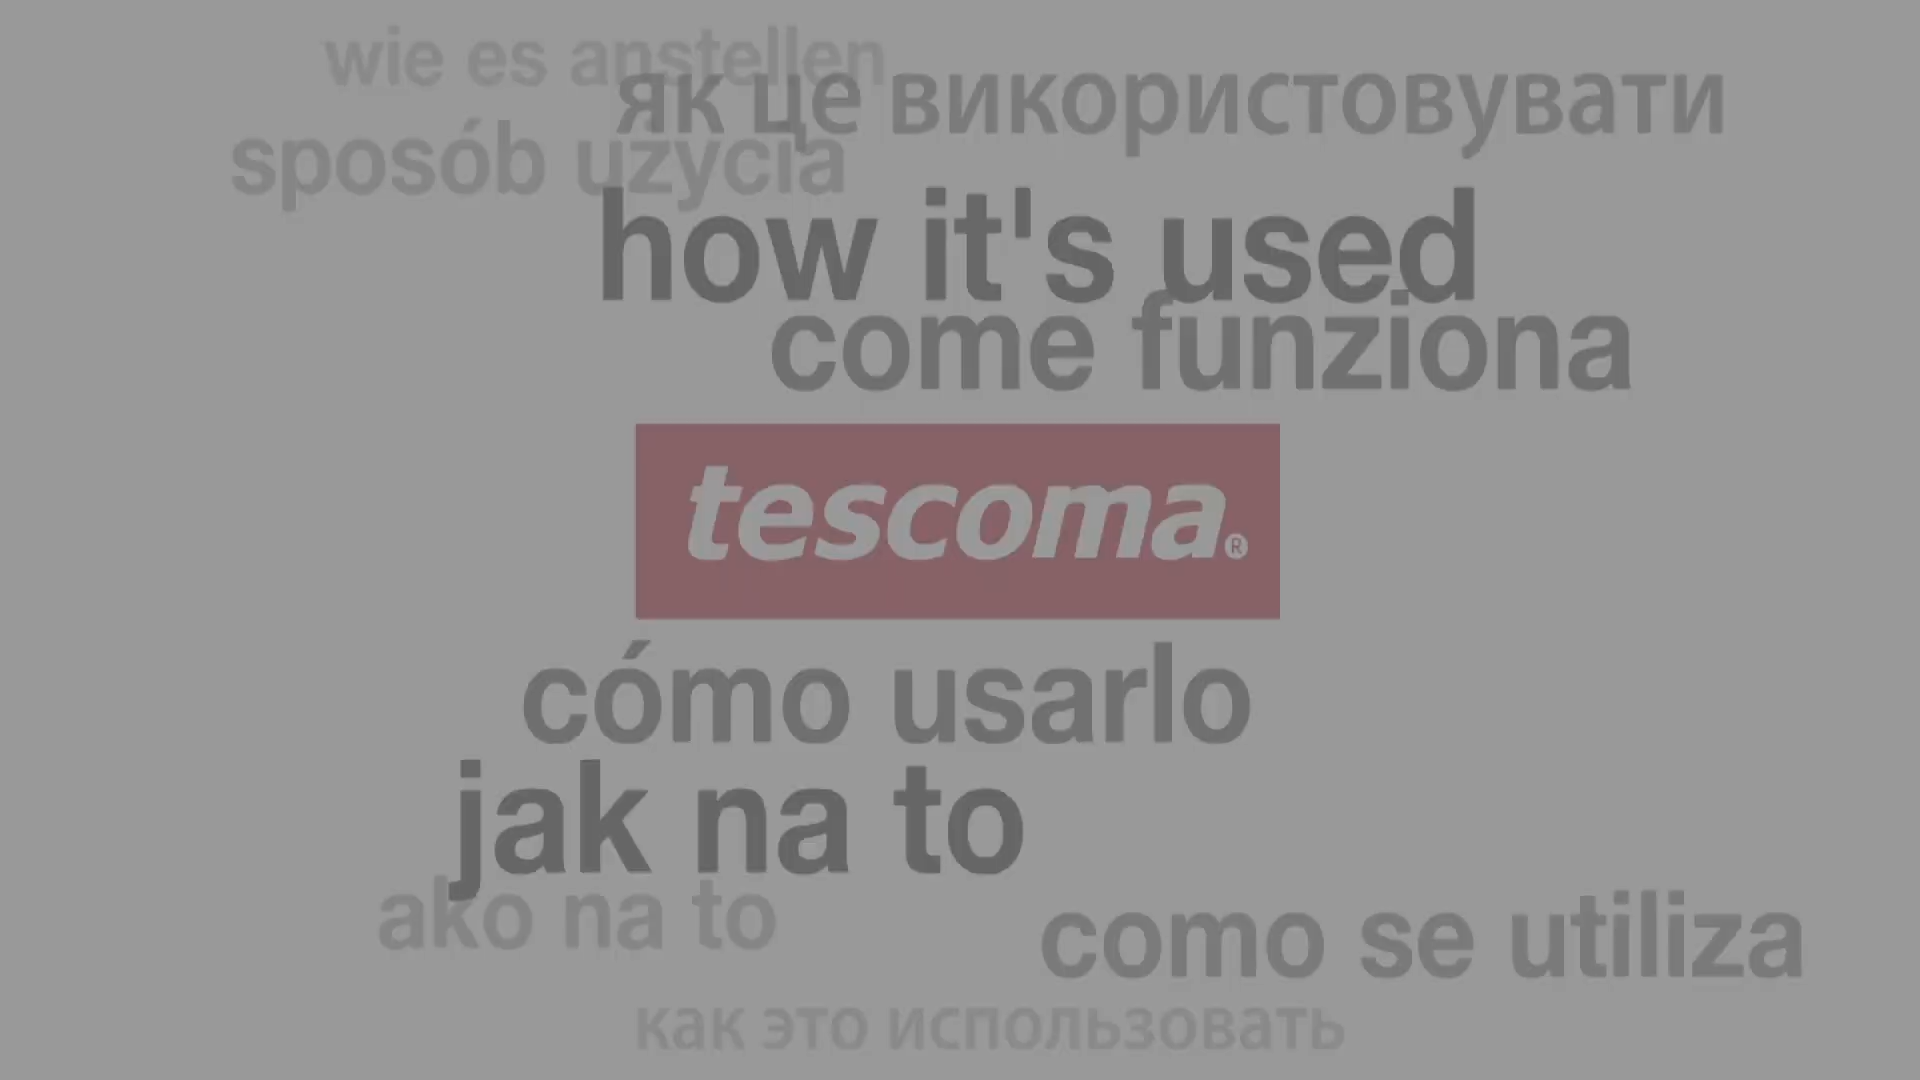 wie es anstellen
як це використовувати
sposób użycia
how it's used
come funziona
tescoma®
cómo usarlo
jak na to
ako na to
como se utiliza
как это использовать